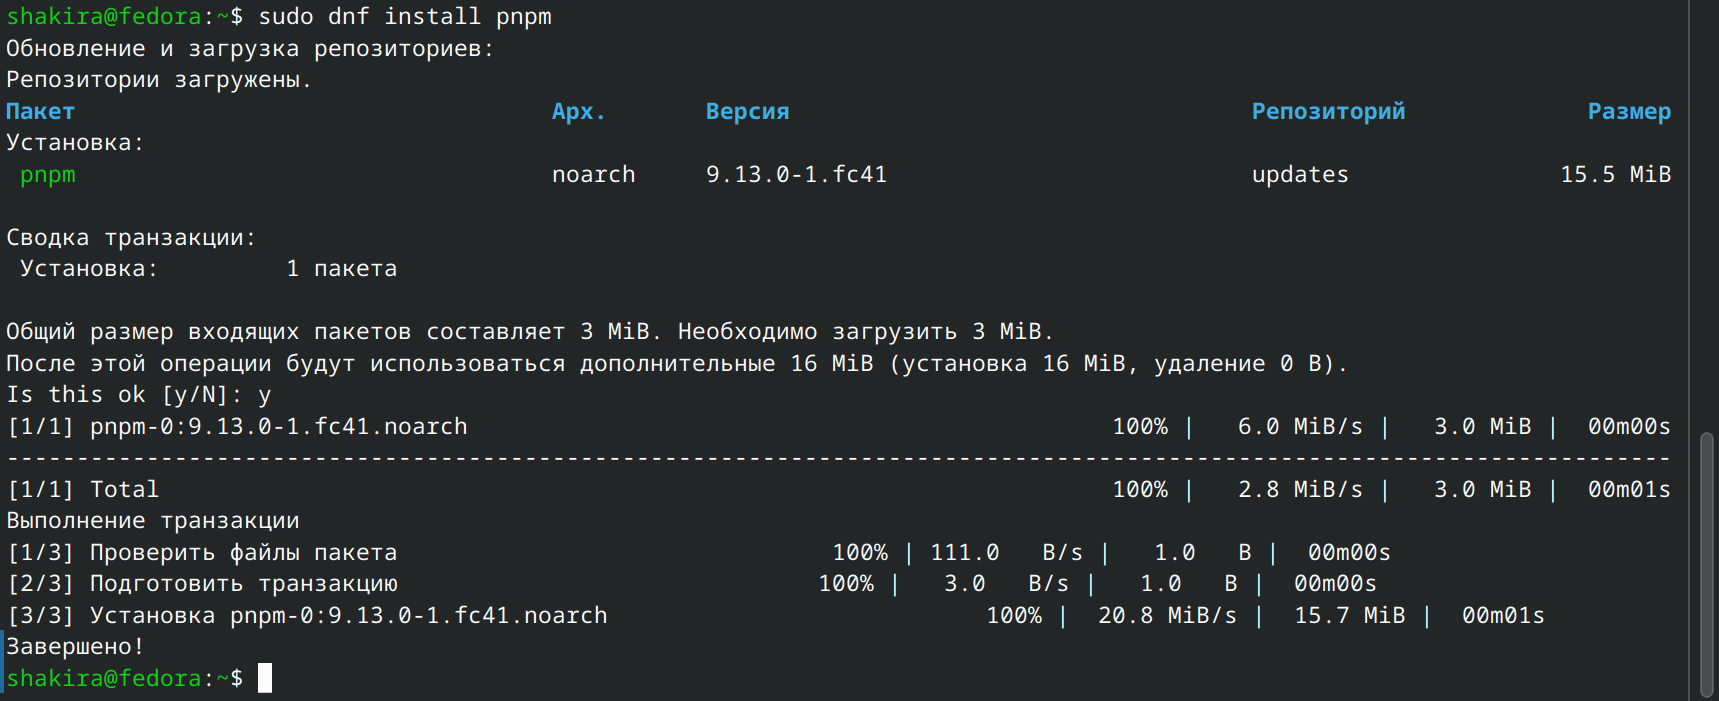 shakira@fedora:~$ sudo dnf install pnpm
Обновление и загрузка репозиториев:
Репозитории загружены.
Пакет Арх. Версия Репозиторий Размер
Установка:
pnpm noarch 9.13.0-1.fc41 updates 15.5 MiB
Сводка транзакции:
Установка: 1 пакета
Общий размер входящих пакетов составляет 3 MiB. Необходимо загрузить 3 MiB.
После этой операции будут использоваться дополнительные 16 MiB (установка 16 MiB, удаление 0 B).
Is this ok [y/N]: y
[1/1] pnpm-0:9.13.0-1.fc41.noarch 100% | 6.0 MiB/s | 3.0 MiB | 00m00s
-----------------------------------------------------------------------------------------------------------------------
[1/1] Total 100% | 2.8 MiB/s | 3.0 MiB | 00m01s
Выполнение транзакции
[1/3] Проверить файлы пакета 100% | 111.0 B/s | 1.0 B | 00m00s
[2/3] Подготовить транзакцию 100% | 3.0 B/s | 1.0 B | 00m00s
[3/3] Установка pnpm-0:9.13.0-1.fc41.noarch 100% | 20.8 MiB/s | 15.7 MiB | 00m01s
Завершено!
shakira@fedora:~$